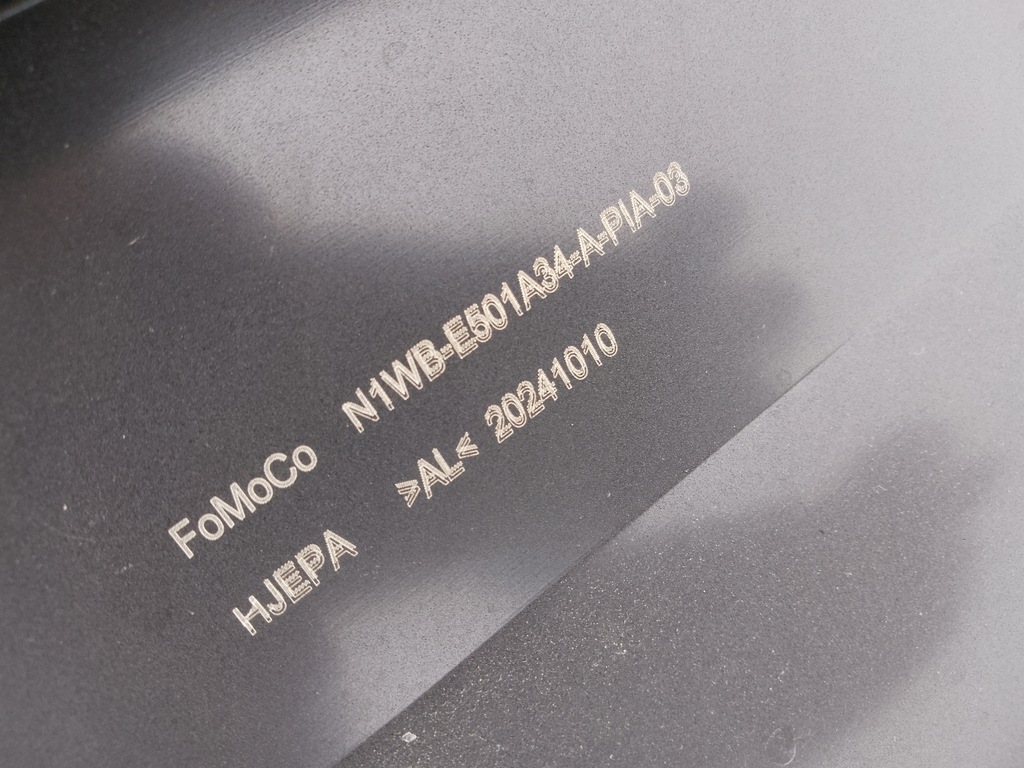 FoMoCo N1WB-E501A34-A-PIA-03
HJEPA >AL< 20241010